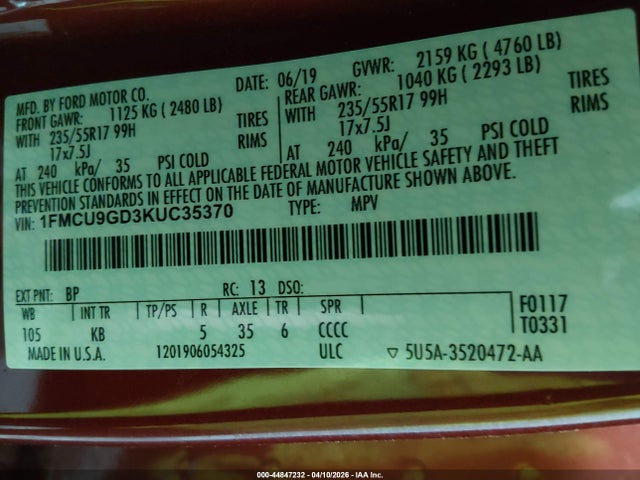 MFD. BY FORD MOTOR CO. DATE: 06/19 GVWR: 2159 KG ( 4760 LB)
FRONT GAWR: 1125 KG ( 2480 LB) REAR GAWR: 1040 KG ( 2293 LB)
WITH 235/55R17 99H TIRES WITH 235/55R17 99H TIRES
17x7.5J RIMS 17x7.5J RIMS
AT 240 kPa/ 35 PSI COLD AT 240 kPa/ 35 PSI COLD
THIS VEHICLE CONFORMS TO ALL APPLICABLE FEDERAL MOTOR VEHICLE SAFETY AND THEFT
PREVENTION STANDARDS IN EFFECT ON THE DATE OF MANUFACTURE SHOWN ABOVE.
VIN: 1FMCU9GD3KUC35370 TYPE: MPV
EXT PNT: BP RC: 13 DSO:
WB INT TR TP/PS R AXLE TR SPR F0117
105 KB 5 35 6 CCCC T0331
MADE IN U.S.A. 1201906054325 ULC ▽ 5U5A-3520472-AA
000-44847232 - 04/10/2026 - IAA Inc.